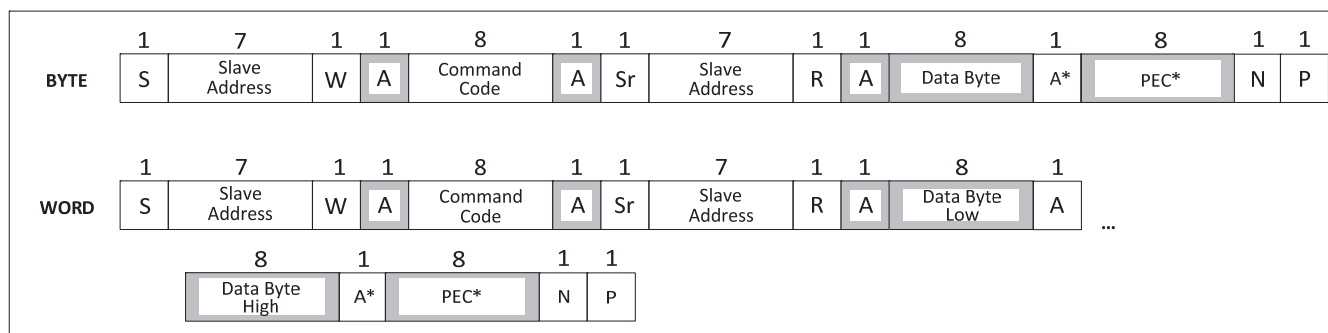 1 7 1 1 8 1 1 7 1 1 8 1 8 1 1
BYTE S Slave Address W A Command Code A Sr Slave Address R A Data Byte A* PEC* N P
1 7 1 1 8 1 1 7 1 1 8 1
WORD S Slave Address W A Command Code A Sr Slave Address R A Data Byte Low A ...
8 1 8 1 1
Data Byte High A* PEC* N P